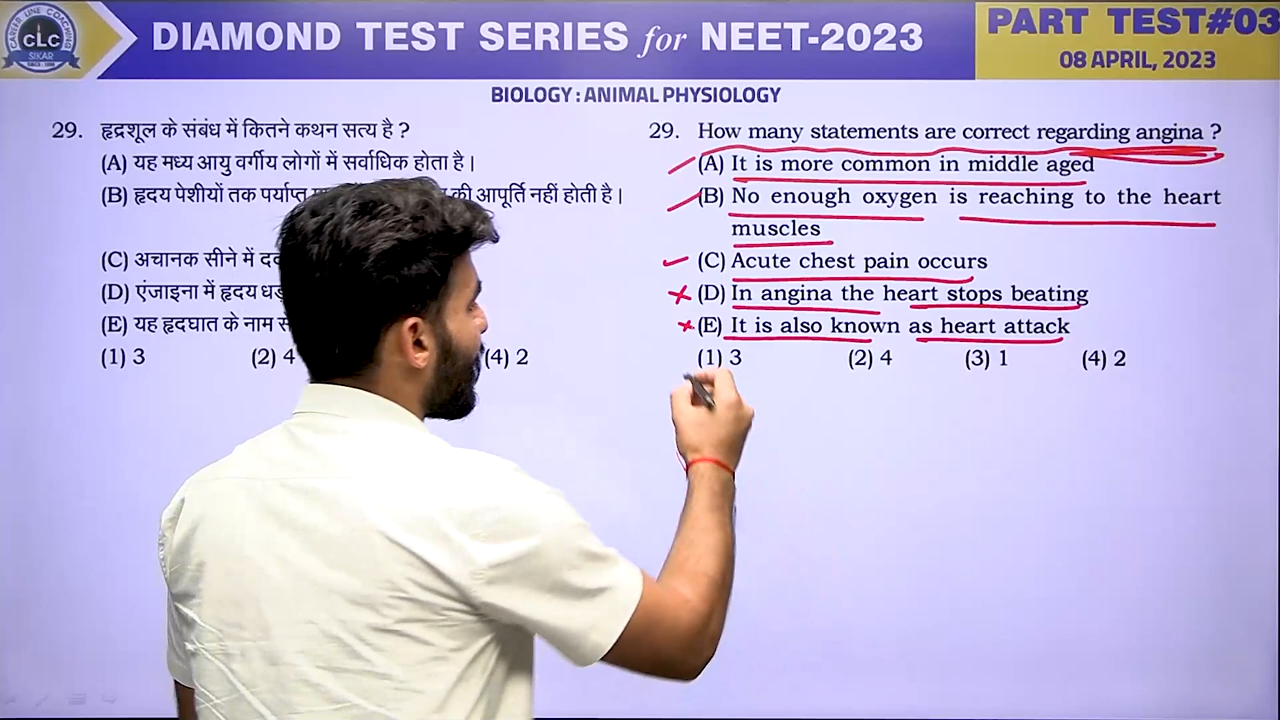 CAREER LINE COACHING
CLC
SIKAR
DIAMOND TEST SERIES for NEET-2023
PART TEST#03
08 APRIL, 2023
BIOLOGY : ANIMAL PHYSIOLOGY
29. हृद्शूल के संबंध में कितने कथन सत्य है ?
(A) यह मध्य आयु वर्गीय लोगों में सर्वाधिक होता है।
(B) हृदय पेशीयों तक पर्याप्त की आपूर्ति नहीं होती है।
(C) अचानक सीने में
(D) एंजाइना में हृदय
(E) यह हृदघात के नाम
(1) 3 (2) 4 (4) 2
29. How many statements are correct regarding angina ?
(A) It is more common in middle aged
(B) No enough oxygen is reaching to the heart
muscles
(C) Acute chest pain occurs
(D) In angina the heart stops beating
(E) It is also known as heart attack
(1) 3 (2) 4 (3) 1 (4) 2